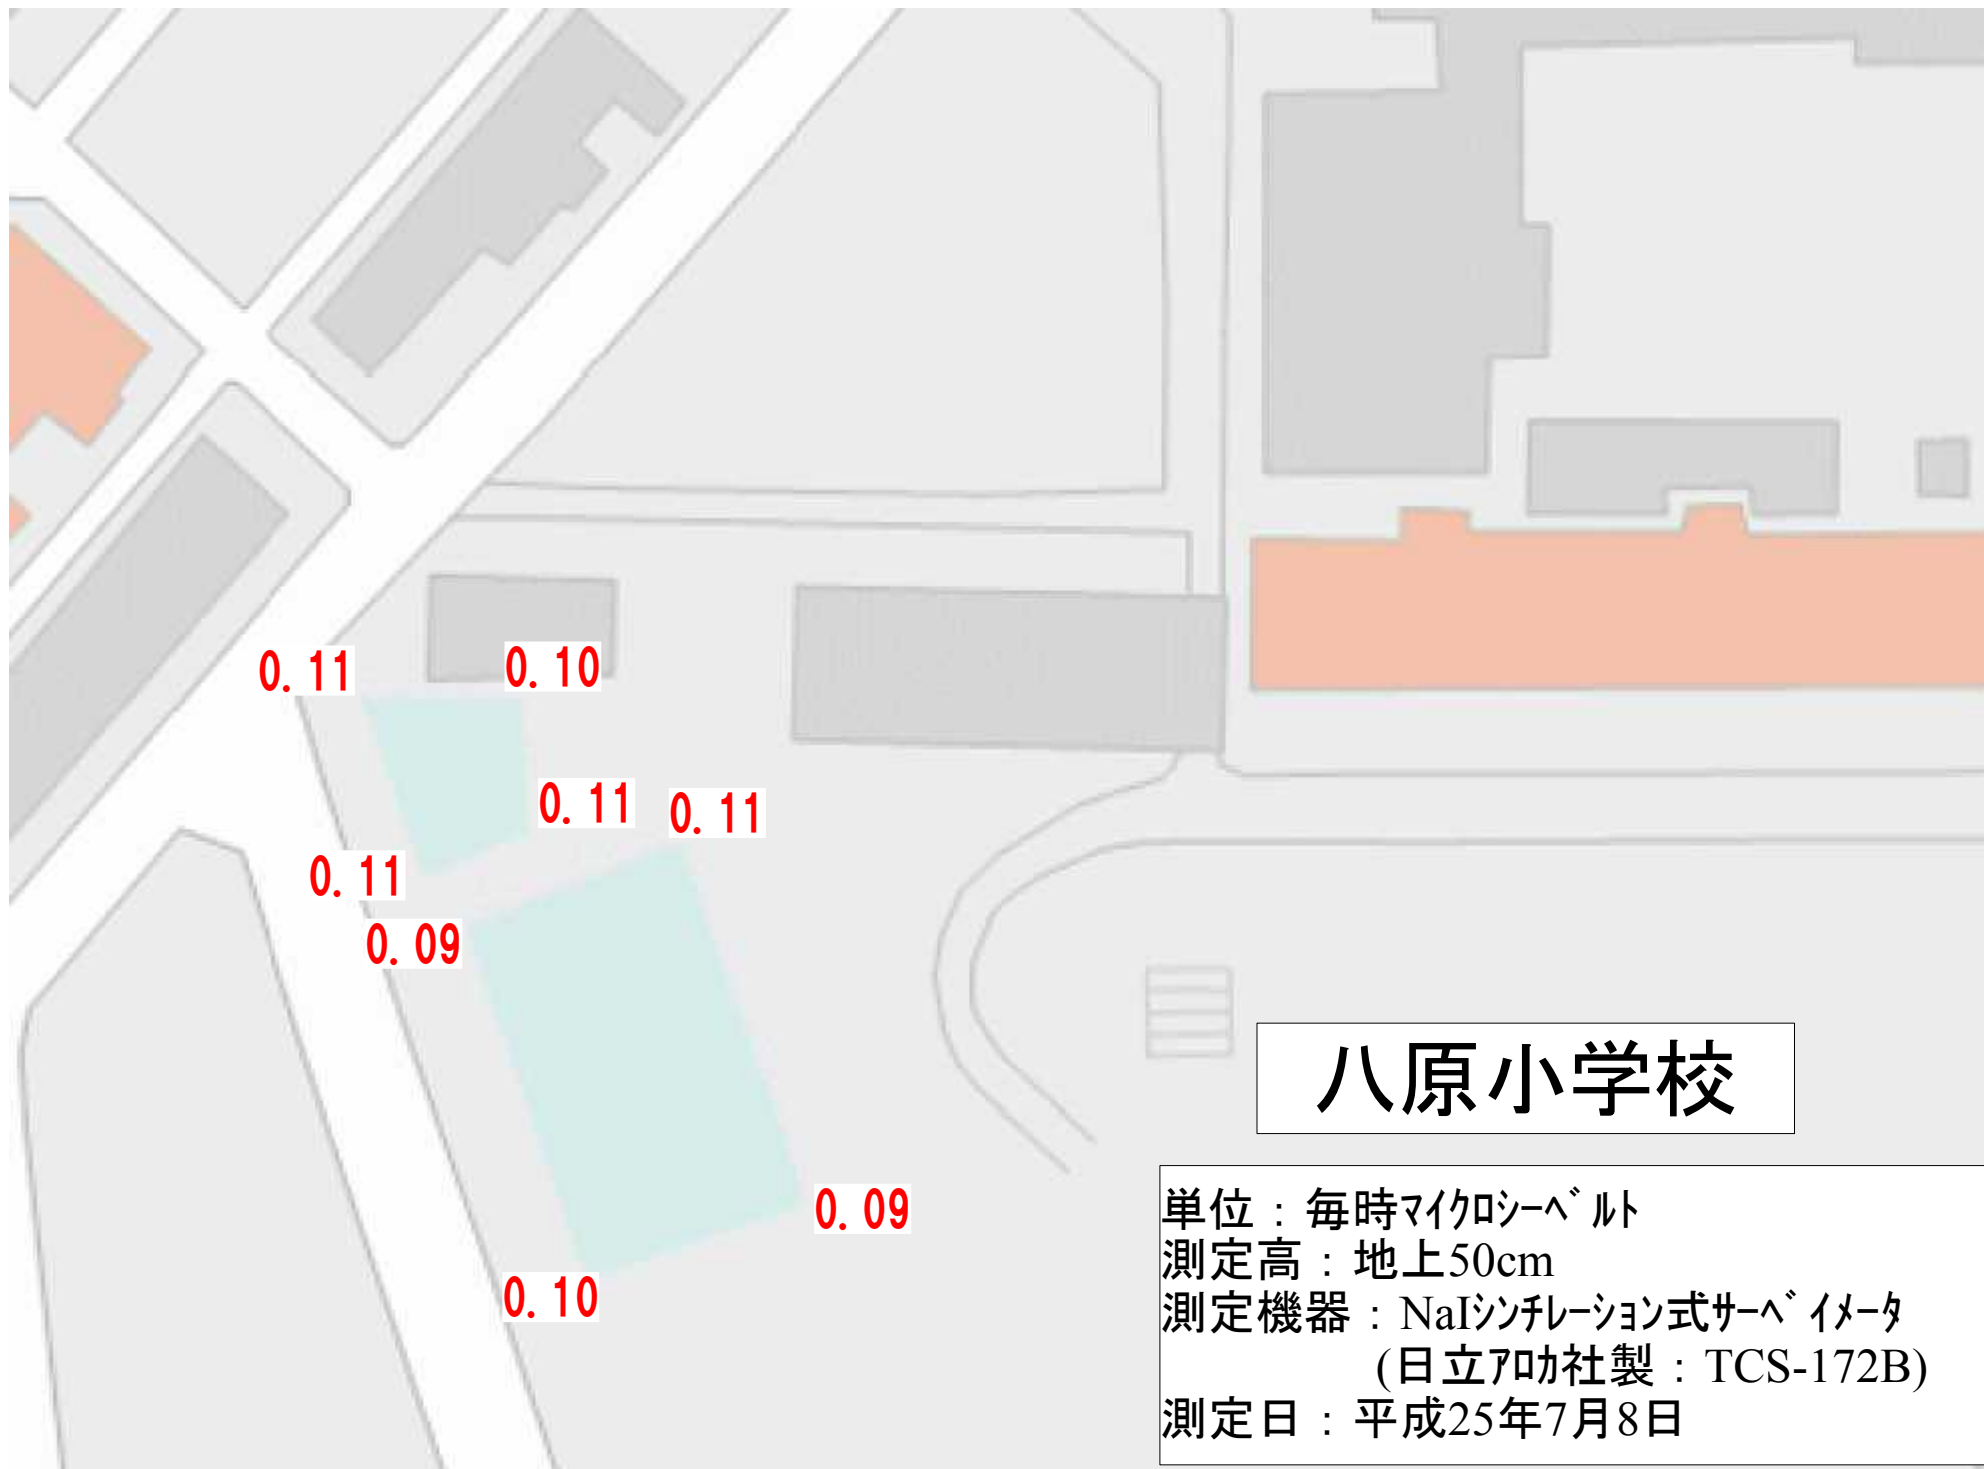 0.11
0.10
0.11
0.11
0.11
0.09
0.09
0.10
八原小学校
単位：毎時ﾏｲｸﾛｼｰﾍﾞﾙﾄ
測定高：地上50cm
測定機器：NaIｼﾝﾁﾚｰｼｮﾝ式ｻｰﾍﾞｲﾒｰﾀ
(日立ｱﾛｶ社製：TCS-172B)
測定日：平成25年7月8日